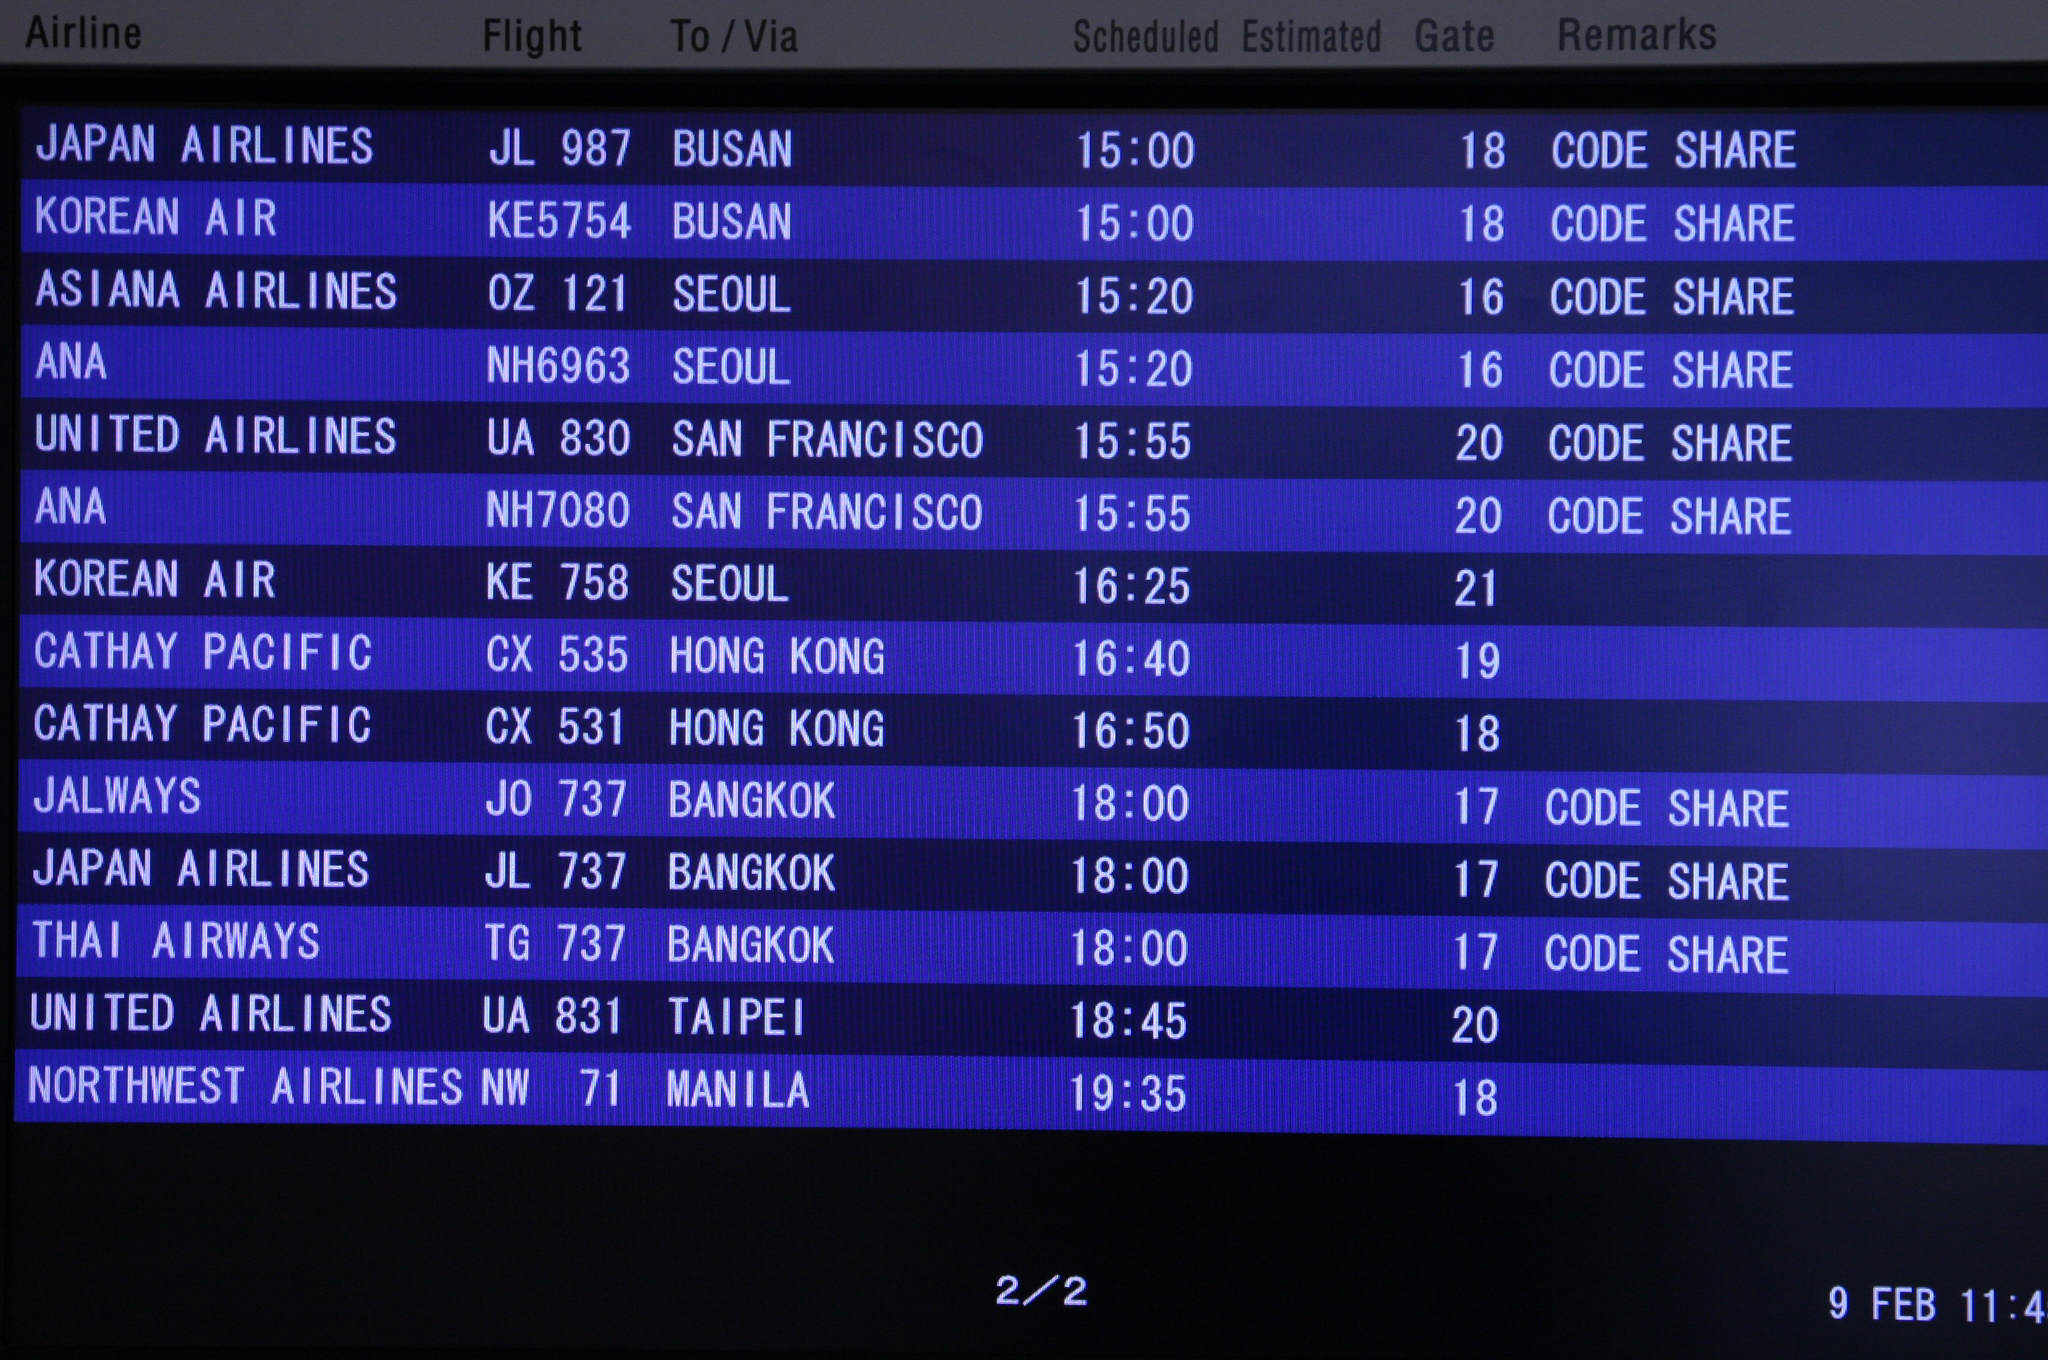 Airline Flight To / Via Scheduled Estimated Gate Remarks
JAPAN AIRLINES JL 987 BUSAN 15:00 18 CODE SHARE
KOREAN AIR KE5754 BUSAN 15:00 18 CODE SHARE
ASIANA AIRLINES OZ 121 SEOUL 15:20 16 CODE SHARE
ANA NH6963 SEOUL 15:20 16 CODE SHARE
UNITED AIRLINES UA 830 SAN FRANCISCO 15:55 20 CODE SHARE
ANA NH7080 SAN FRANCISCO 15:55 20 CODE SHARE
KOREAN AIR KE 758 SEOUL 16:25 21
CATHAY PACIFIC CX 535 HONG KONG 16:40 19
CATHAY PACIFIC CX 531 HONG KONG 16:50 18
JALWAYS JO 737 BANGKOK 18:00 17 CODE SHARE
JAPAN AIRLINES JL 737 BANGKOK 18:00 17 CODE SHARE
THAI AIRWAYS TG 737 BANGKOK 18:00 17 CODE SHARE
UNITED AIRLINES UA 831 TAIPEI 18:45 20
NORTHWEST AIRLINES NW 71 MANILA 19:35 18
2/2
9 FEB 11:4